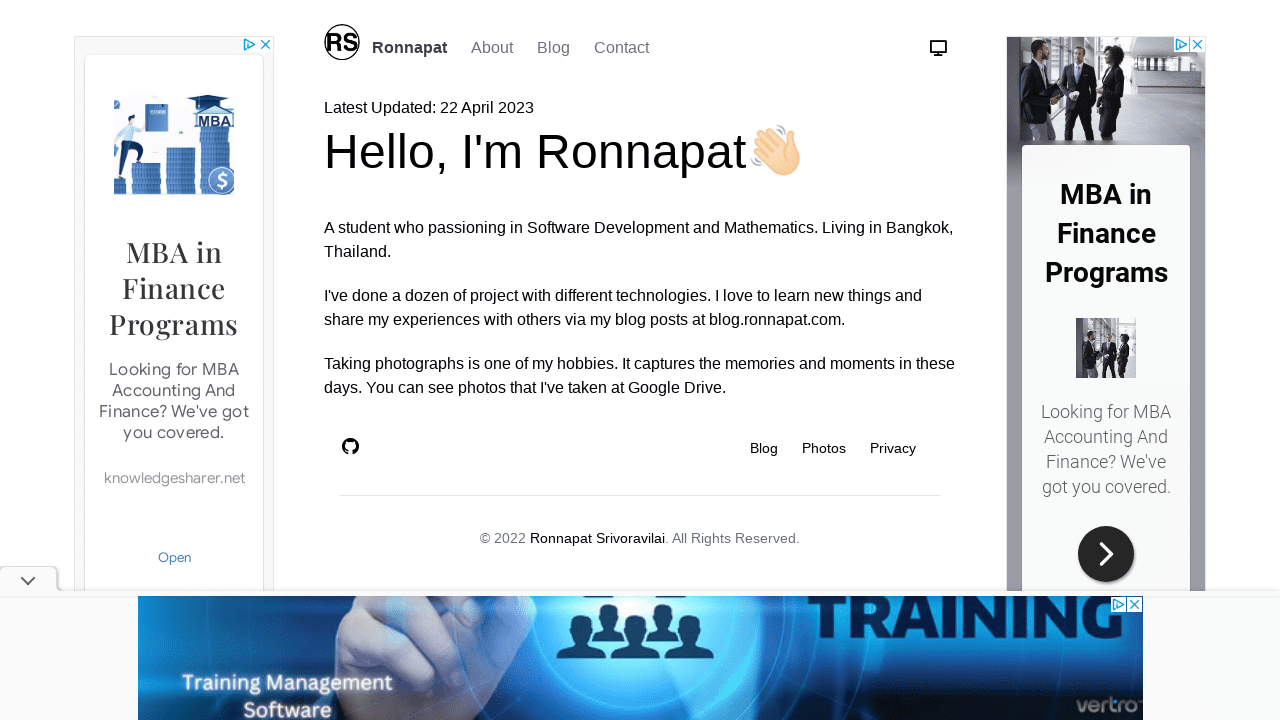 RS
Ronnapat About Blog Contact
Latest Updated: 22 April 2023
Hello, I'm Ronnapat
A student who passioning in Software Development and Mathematics. Living in Bangkok,
Thailand.
I've done a dozen of project with different technologies. I love to learn new things and
share my experiences with others via my blog posts at blog.ronnapat.com.
Taking photographs is one of my hobbies. It captures the memories and moments in these
days. You can see photos that I've taken at Google Drive.
Blog Photos Privacy
© 2022 Ronnapat Srivoravilai. All Rights Reserved.
MBA
MBA in
Finance
Programs
Looking for MBA
Accounting And
Finance? We've got
you covered.
knowledgesharer.net
Open
MBA in
Finance
Programs
Looking for MBA
Accounting And
Finance? We've
got you covered.
TRAINING
Training Management
Software
vertro